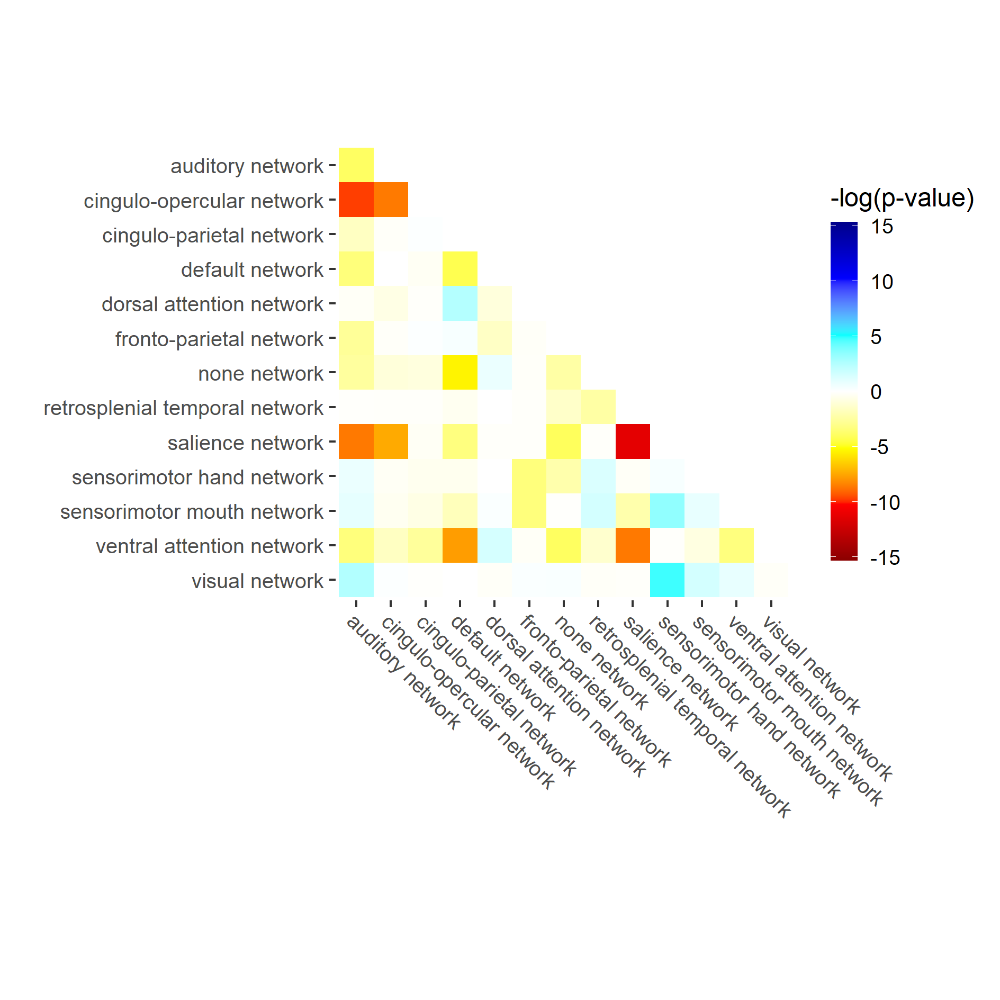 auditory network
cingulo-opercular network
cingulo-parietal network
default network
dorsal attention network
fronto-parietal network
none network
retrosplenial temporal network
salience network
sensorimotor hand network
sensorimotor mouth network
ventral attention network
visual network
auditory network
cingulo-opercular network
cingulo-parietal network
default network
dorsal attention network
fronto-parietal network
none network
retrosplenial temporal network
salience network
sensorimotor hand network
sensorimotor mouth network
ventral attention network
visual network
-log(p-value)
15
10
5
0
-5
-10
-15